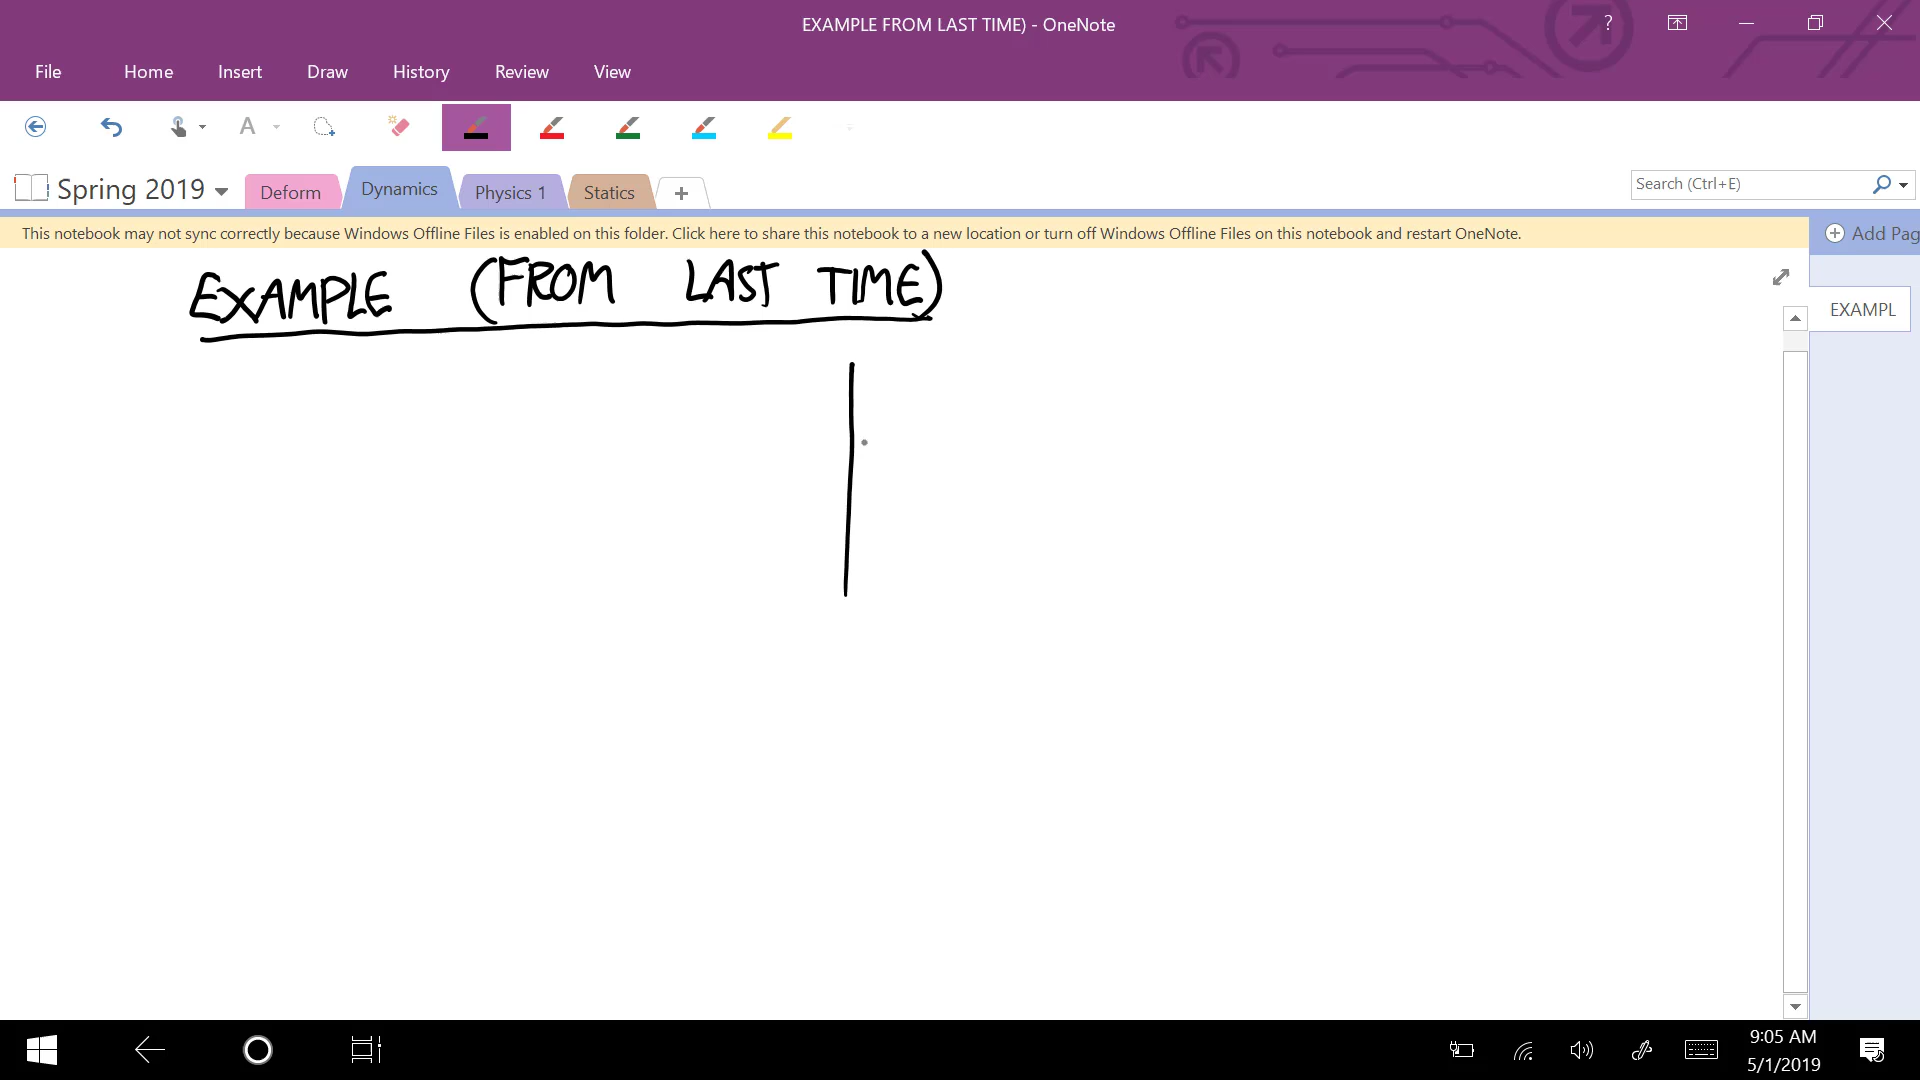 EXAMPLE FROM LAST TIME) - OneNote
?
File Home Insert Draw History Review View
A
Spring 2019 Deform Dynamics Physics 1 Statics + Search (Ctrl+E)
This notebook may not sync correctly because Windows Offline Files is enabled on this folder. Click here to share this notebook to a new location or turn off Windows Offline Files on this notebook and restart OneNote. Add Pag
EXAMPLE (FROM LAST TIME)
EXAMPL
9:05 AM
5/1/2019